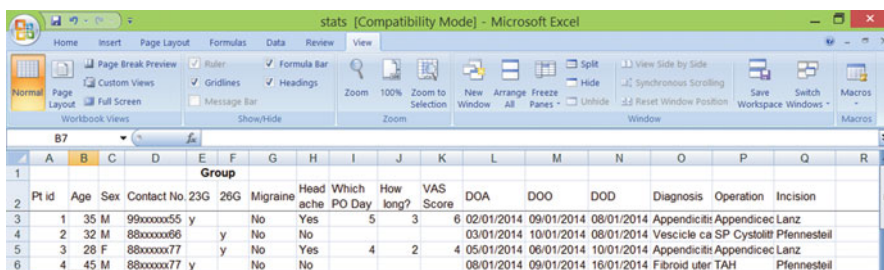 stats [Compatibility Mode] - Microsoft Excel
Home Insert Page Layout Formulas Data Review View
Normal Page Layout Page Break Preview Custom Views Full Screen Ruler Gridlines Message Bar Formula Bar Headings Zoom 100% Zoom to Selection New Window Arrange All Freeze Panes Split Hide Unhide View Side by Side Synchronous Scrolling Reset Window Position Save Workspace Switch Windows Macros
Workbook Views Show/Hide Zoom Window Macros
B7 fx
A B C D E F G H I J K L M N O P Q R
1 Group
2 Pt id Age Sex Contact No. 23G 26G Migraine Head ache Which PO Day How long? VAS Score DOA DOO DOD Diagnosis Operation Incision
3 1 35 M 99xxxxxx55 y No Yes 5 3 6 02/01/2014 09/01/2014 08/01/2014 Appendicitis Appendicec Lanz
4 2 32 M 88xxxxxx66 y No No 03/01/2014 10/01/2014 08/01/2014 Vescicle ca SP Cystolith Pfennesteil
5 3 28 F 88xxxxxx77 y No Yes 4 2 4 05/01/2014 06/01/2014 10/01/2014 Appendicitis Appendicec Lanz
6 4 45 M 88xxxxxx77 y No No 08/01/2014 09/01/2014 16/01/2014 Fibroid uter TAH Pfennesteil